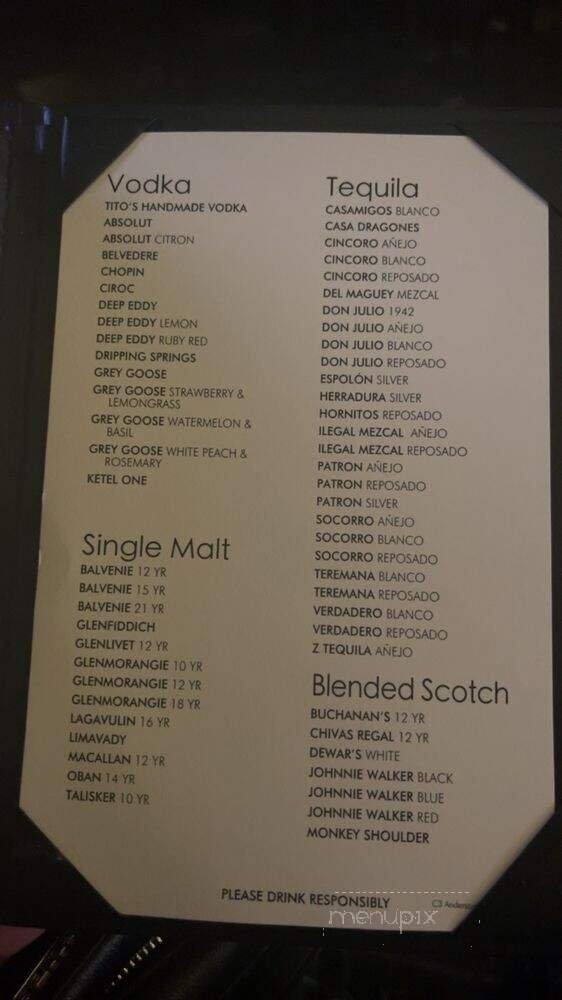 Vodka
TITO'S HANDMADE VODKA
ABSOLUT
ABSOLUT CITRON
BELVEDERE
CHOPIN
CIROC
DEEP EDDY
DEEP EDDY LEMON
DEEP EDDY RUBY RED
DRIPPING SPRINGS
GREY GOOSE
GREY GOOSE STRAWBERRY &
LEMONGRASS
GREY GOOSE WATERMELON &
BASIL
GREY GOOSE WHITE PEACH &
ROSEMARY
KETEL ONE
Single Malt
BALVENIE 12 YR
BALVENIE 15 YR
BALVENIE 21 YR
GLENFIDDICH
GLENLIVET 12 YR
GLENMORANGIE 10 YR
GLENMORANGIE 12 YR
GLENMORANGIE 18 YR
LAGAVULIN 16 YR
LIMAVADY
MACALLAN 12 YR
OBAN 14 YR
TALISKER 10 YR
Tequila
CASAMIGOS BLANCO
CASA DRAGONES
CINCORO AÑEJO
CINCORO BLANCO
CINCORO REPOSADO
DEL MAGUEY MEZCAL
DON JULIO 1942
DON JULIO AÑEJO
DON JULIO BLANCO
DON JULIO REPOSADO
ESPOLÓN SILVER
HERRADURA SILVER
HORNITOS REPOSADO
ILEGAL MEZCAL AÑEJO
ILEGAL MEZCAL REPOSADO
PATRON AÑEJO
PATRON REPOSADO
PATRON SILVER
SOCORRO AÑEJO
SOCORRO BLANCO
SOCORRO REPOSADO
TEREMANA BLANCO
TEREMANA REPOSADO
VERDADERO BLANCO
VERDADERO REPOSADO
Z TEQUILA AÑEJO
Blended Scotch
BUCHANAN'S 12 YR
CHIVAS REGAL 12 YR
DEWAR'S WHITE
JOHNNIE WALKER BLACK
JOHNNIE WALKER BLUE
JOHNNIE WALKER RED
MONKEY SHOULDER
PLEASE DRINK RESPONSIBLY
C3
menupix